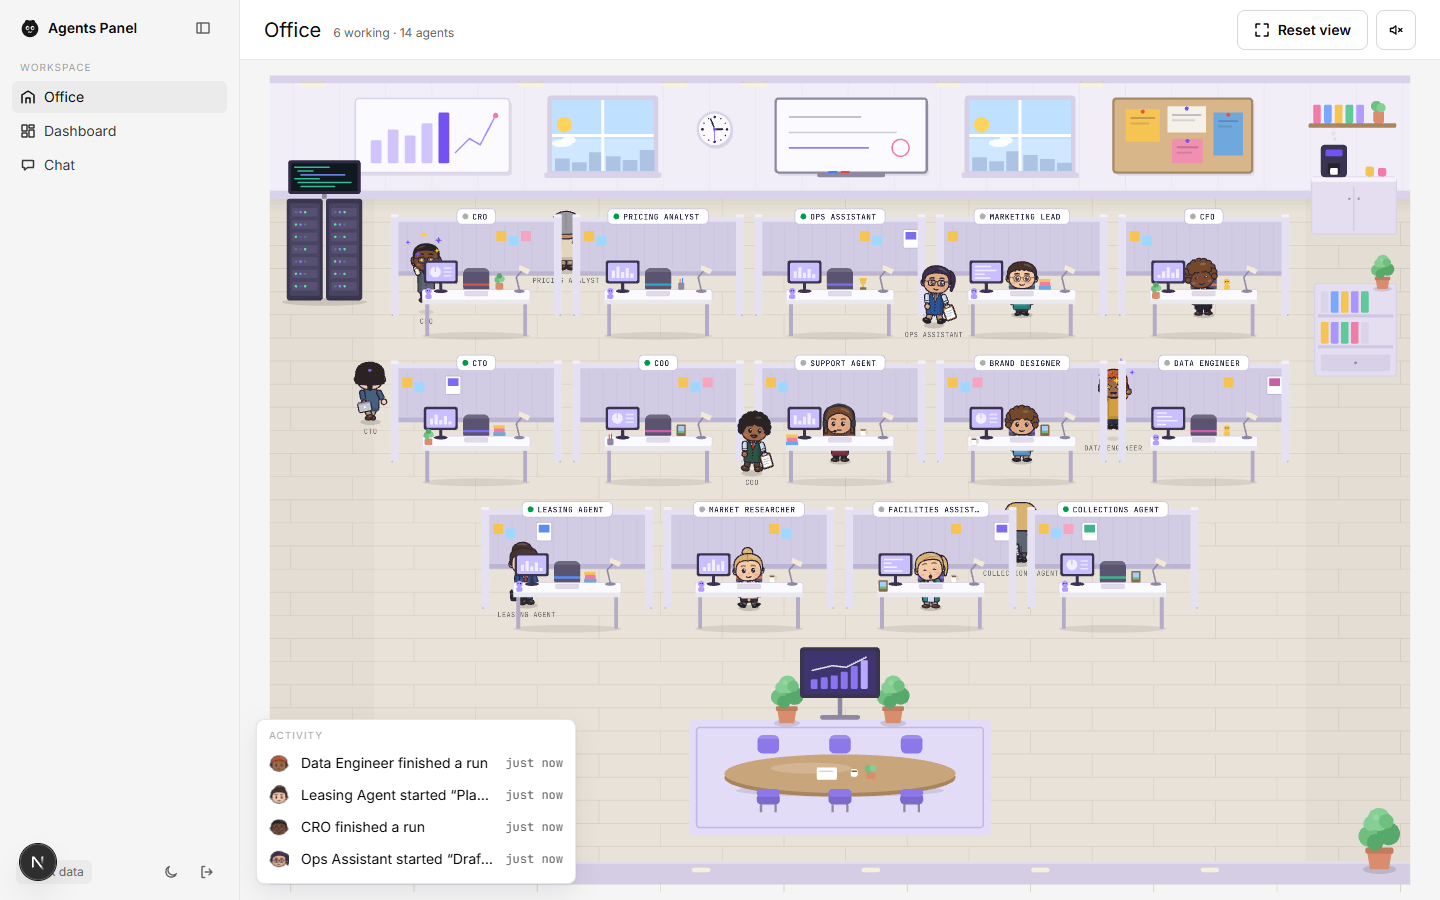 Agents Panel
WORKSPACE
Office
Dashboard
Chat
N
data
Office
6 working · 14 agents
Reset view
CRO
PRICING ANALYST
OPS ASSISTANT
MARKETING LEAD
CFO
OPS ASSISTANT
CTO
COO
SUPPORT AGENT
BRAND DESIGNER
DATA ENGINEER
CTO
COO
LEASING AGENT
MARKET RESEARCHER
FACILITIES ASSIST…
COLLECTIONS AGENT
ACTIVITY
Data Engineer finished a run just now
Leasing Agent started “Pla… just now
CRO finished a run just now
Ops Assistant started “Draf… just now